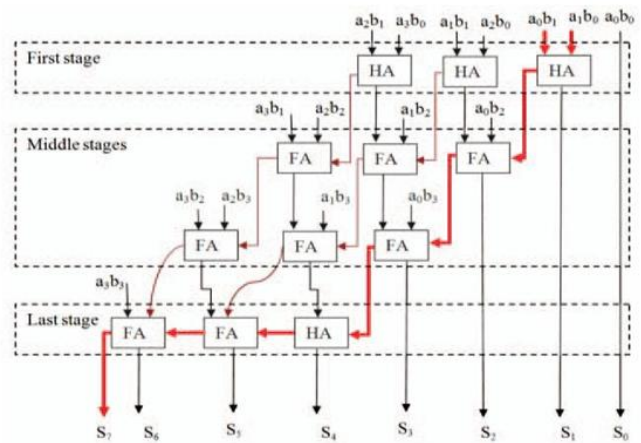 a₂b₁ a₃b₀ a₁b₁ a₂b₀ a₀b₁ a₁b₀ a₀b₀
First stage
HA HA HA
a₃b₁ a₂b₂ a₁b₂ a₀b₂
Middle stages
FA FA FA
a₃b₂ a₂b₃ a₁b₃ a₀b₃
FA FA FA
a₃b₃
Last stage
FA FA HA
S₇ S₆ S₅ S₄ S₃ S₂ S₁ S₀